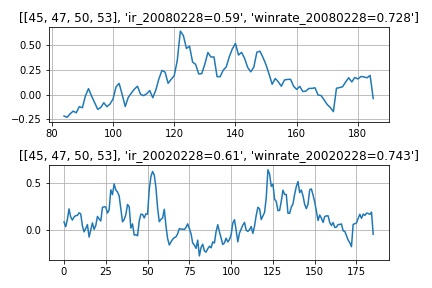 [[45, 47, 50, 53], 'ir_20080228=0.59', 'winrate_20080228=0.728']
0.50
0.25
0.00
−0.25
80 100 120 140 160 180
[[45, 47, 50, 53], 'ir_20020228=0.61', 'winrate_20020228=0.743']
0.5
0.0
0 25 50 75 100 125 150 175